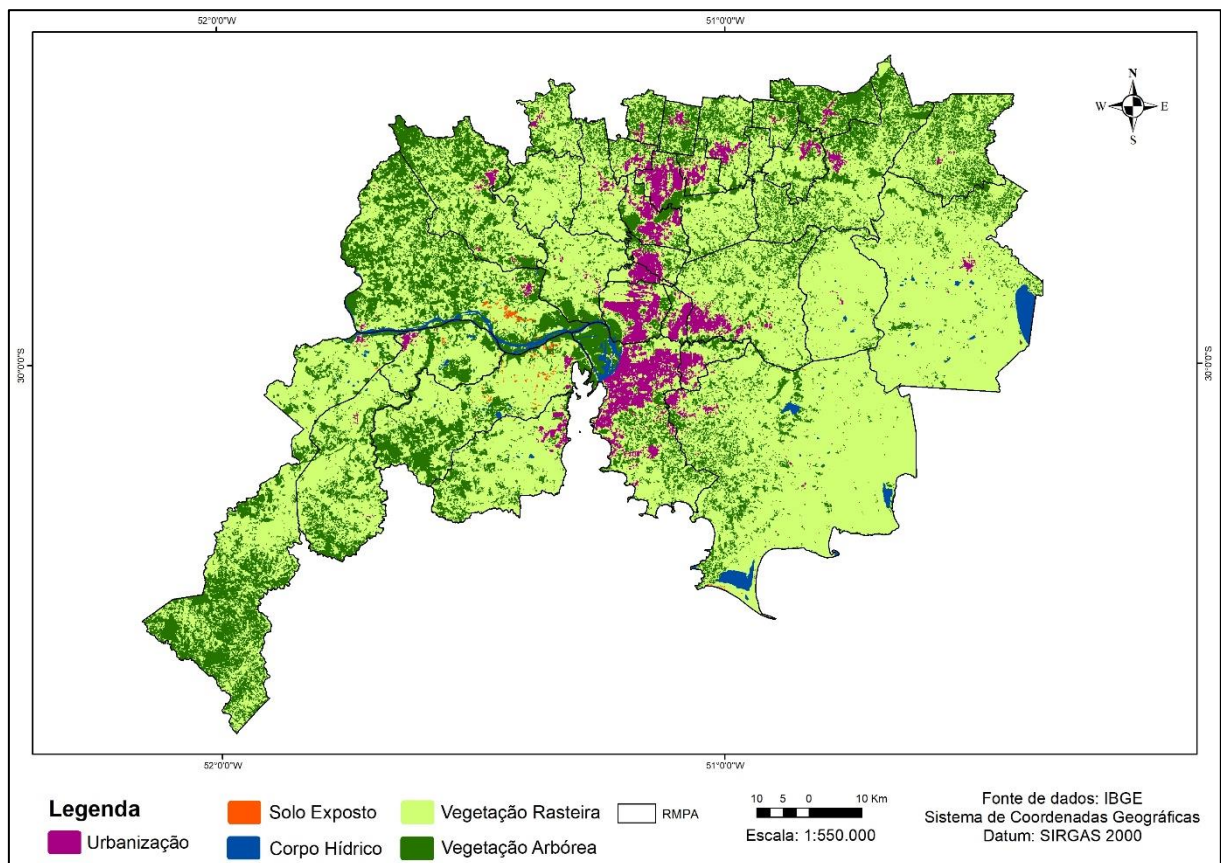 52°0'0"W
51°0'0"W
N
W
E
S
30°0'0"S
30°0'0"S
52°0'0"W
51°0'0"W
Legenda
Urbanização
Solo Exposto
Corpo Hídrico
Vegetação Rasteira
Vegetação Arbórea
RMPA
10 5 0 10 Km
Escala: 1:550.000
Fonte de dados: IBGE
Sistema de Coordenadas Geográficas
Datum: SIRGAS 2000